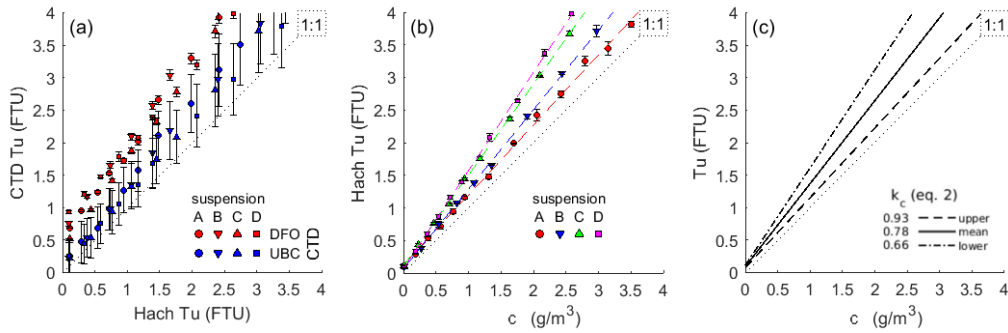 (a)
1:1
CTD Tu (FTU)
4
3.5
3
2.5
2
1.5
1
0.5
0
0 0.5 1 1.5 2 2.5 3 3.5 4
Hach Tu (FTU)
suspension
A B C D
DFO
UBC
CTD
(b)
1:1
Hach Tu (FTU)
4
3.5
3
2.5
2
1.5
1
0.5
0
0 0.5 1 1.5 2 2.5 3 3.5 4
c (g/m³)
suspension
A B C D
(c)
1:1
Tu (FTU)
4
3.5
3
2.5
2
1.5
1
0.5
0
0 0.5 1 1.5 2 2.5 3 3.5 4
c (g/m³)
k_c (eq. 2)
0.93 upper
0.78 mean
0.66 lower